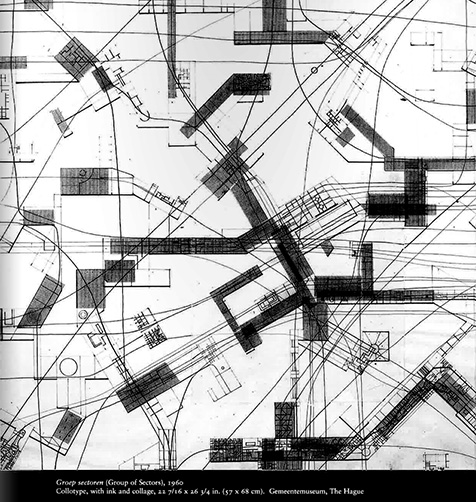 Groep sectoren (Group of Sectors), 1960
Collotype, with ink and collage, 22 7/16 x 26 3/4 in. (57 x 68 cm). Gemeentemuseum, The Hague